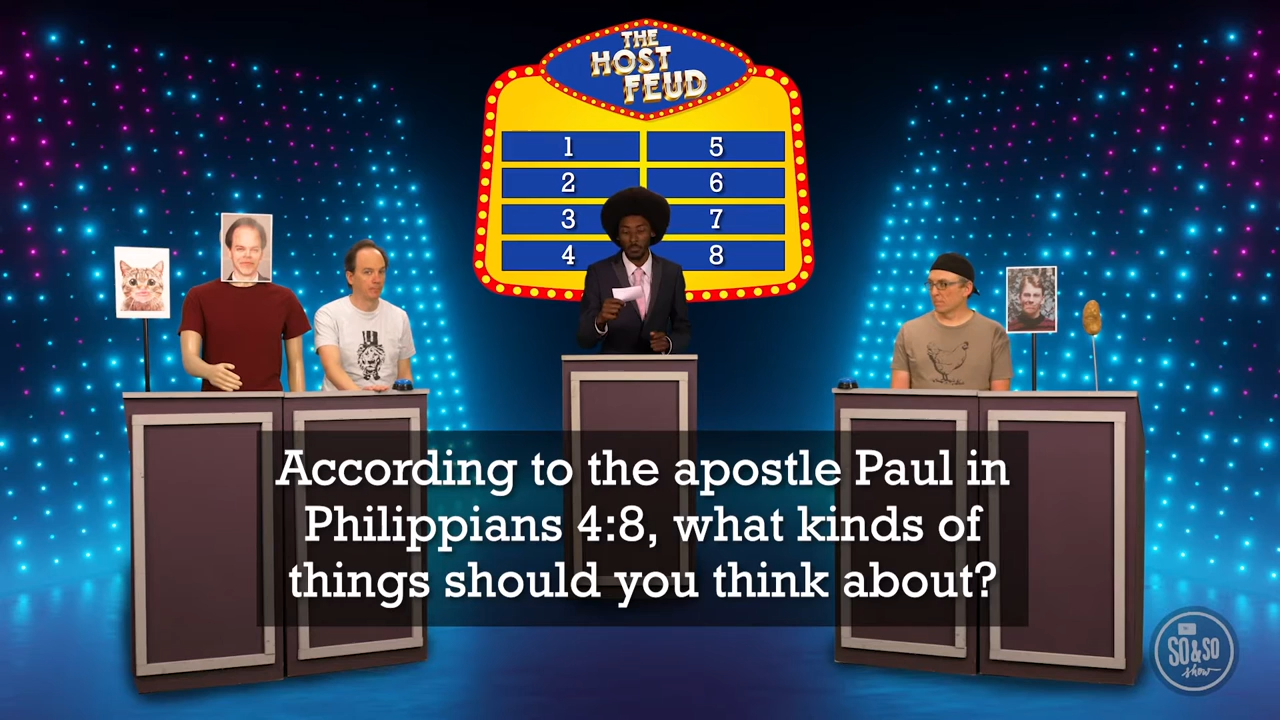 THE
HOST
FEUD
1
5
2
6
3
7
4
8
According to the apostle Paul in
Philippians 4:8, what kinds of
things should you think about?
SO & SO
show